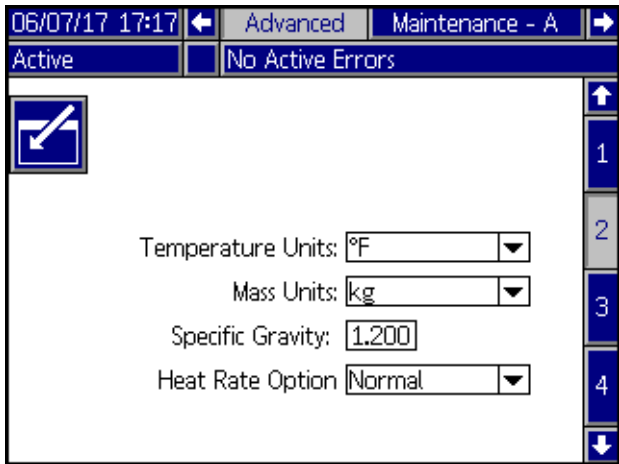 06/07/17 17:17 Advanced Maintenance - A
Active No Active Errors
1
2
Temperature Units: °F
Mass Units: kg
3
Specific Gravity: 1.200
Heat Rate Option Normal
4